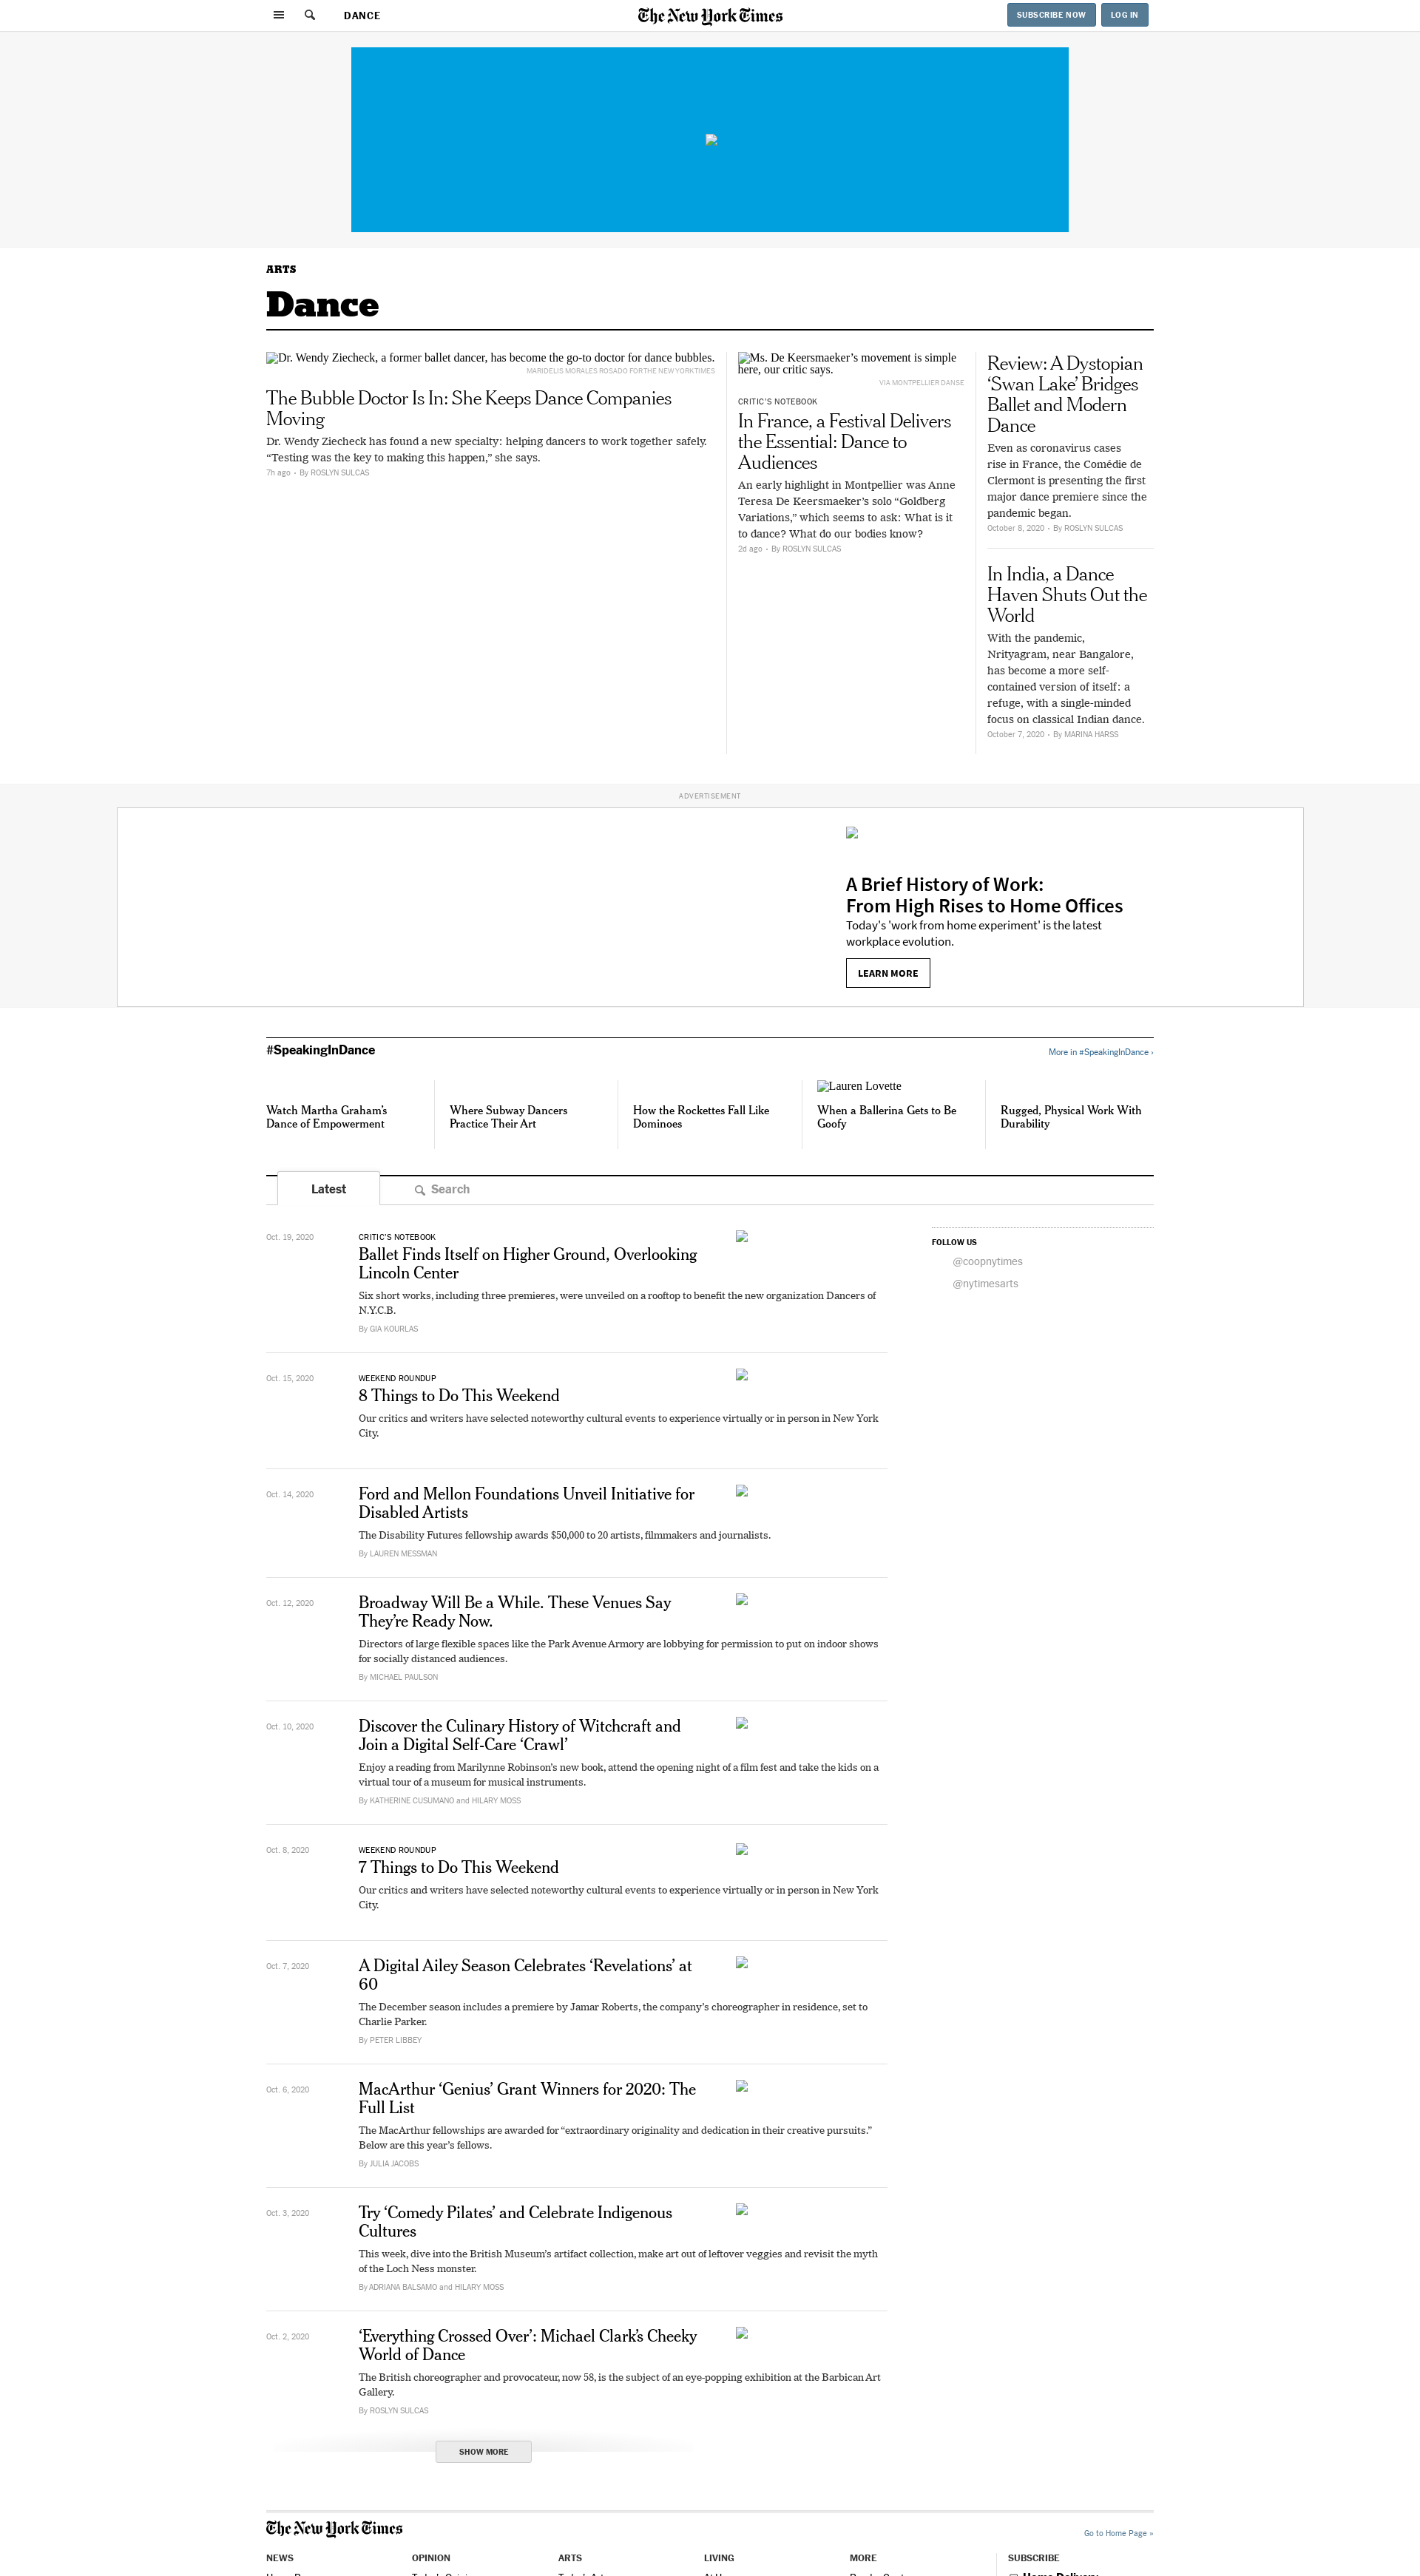 DANCE
The New York Times
SUBSCRIBE NOW
LOG IN
ARTS
Dance
Dr. Wendy Ziecheck, a former ballet dancer, has become the go-to doctor for dance bubbles.
MARIDELIS MORALES ROSADO FOR THE NEW YORK TIMES
The Bubble Doctor Is In: She Keeps Dance Companies
Moving
Dr. Wendy Ziecheck has found a new specialty: helping dancers to work together safely.
“Testing was the key to making this happen,” she says.
7h ago • By ROSLYN SULCAS
Ms. De Keersmaeker’s movement is simple
here, our critic says.
VIA MONTPELLIER DANSE
CRITIC’S NOTEBOOK
In France, a Festival Delivers
the Essential: Dance to
Audiences
An early highlight in Montpellier was Anne
Teresa De Keersmaeker’s solo “Goldberg
Variations,” which seems to ask: What is it
to dance? What do our bodies know?
2d ago • By ROSLYN SULCAS
Review: A Dystopian
‘Swan Lake’ Bridges
Ballet and Modern
Dance
Even as coronavirus cases
rise in France, the Comédie de
Clermont is presenting the first
major dance premiere since the
pandemic began.
October 8, 2020 • By ROSLYN SULCAS
In India, a Dance
Haven Shuts Out the
World
With the pandemic,
Nrityagram, near Bangalore,
has become a more self-
contained version of itself: a
refuge, with a single-minded
focus on classical Indian dance.
October 7, 2020 • By MARINA HARSS
ADVERTISEMENT
A Brief History of Work:
From High Rises to Home Offices
Today's 'work from home experiment' is the latest
workplace evolution.
LEARN MORE
#SpeakingInDance
More in #SpeakingInDance ›
Watch Martha Graham’s
Dance of Empowerment
Where Subway Dancers
Practice Their Art
How the Rockettes Fall Like
Dominoes
Lauren Lovette
When a Ballerina Gets to Be
Goofy
Rugged, Physical Work With
Durability
Latest
Search
Oct. 19, 2020
CRITIC’S NOTEBOOK
Ballet Finds Itself on Higher Ground, Overlooking
Lincoln Center
Six short works, including three premieres, were unveiled on a rooftop to benefit the new organization Dancers of
N.Y.C.B.
By GIA KOURLAS
FOLLOW US
@coopnytimes
@nytimesarts
Oct. 15, 2020
WEEKEND ROUNDUP
8 Things to Do This Weekend
Our critics and writers have selected noteworthy cultural events to experience virtually or in person in New York
City.
Oct. 14, 2020
Ford and Mellon Foundations Unveil Initiative for
Disabled Artists
The Disability Futures fellowship awards $50,000 to 20 artists, filmmakers and journalists.
By LAUREN MESSMAN
Oct. 12, 2020
Broadway Will Be a While. These Venues Say
They’re Ready Now.
Directors of large flexible spaces like the Park Avenue Armory are lobbying for permission to put on indoor shows
for socially distanced audiences.
By MICHAEL PAULSON
Oct. 10, 2020
Discover the Culinary History of Witchcraft and
Join a Digital Self-Care ‘Crawl’
Enjoy a reading from Marilynne Robinson’s new book, attend the opening night of a film fest and take the kids on a
virtual tour of a museum for musical instruments.
By KATHERINE CUSUMANO and HILARY MOSS
Oct. 8, 2020
WEEKEND ROUNDUP
7 Things to Do This Weekend
Our critics and writers have selected noteworthy cultural events to experience virtually or in person in New York
City.
Oct. 7, 2020
A Digital Ailey Season Celebrates ‘Revelations’ at
60
The December season includes a premiere by Jamar Roberts, the company’s choreographer in residence, set to
Charlie Parker.
By PETER LIBBEY
Oct. 6, 2020
MacArthur ‘Genius’ Grant Winners for 2020: The
Full List
The MacArthur fellowships are awarded for “extraordinary originality and dedication in their creative pursuits.”
Below are this year’s fellows.
By JULIA JACOBS
Oct. 3, 2020
Try ‘Comedy Pilates’ and Celebrate Indigenous
Cultures
This week, dive into the British Museum’s artifact collection, make art out of leftover veggies and revisit the myth
of the Loch Ness monster.
By ADRIANA BALSAMO and HILARY MOSS
Oct. 2, 2020
‘Everything Crossed Over’: Michael Clark’s Cheeky
World of Dance
The British choreographer and provocateur, now 58, is the subject of an eye-popping exhibition at the Barbican Art
Gallery.
By ROSLYN SULCAS
SHOW MORE
The New York Times
Go to Home Page »
NEWS
OPINION
ARTS
LIVING
MORE
SUBSCRIBE